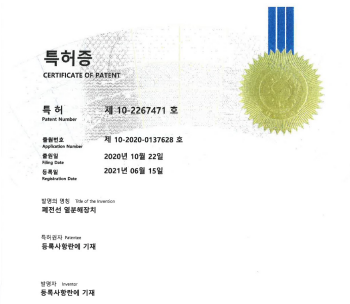 특허증
CERTIFICATE OF PATENT
특 허 제 10-2267471 호
Patent Number
출원번호 제 10-2020-0137628 호
Application Number
출원일 2020년 10월 22일
Filing Date
등록일 2021년 06월 15일
Registration Date
발명의 명칭 Title of the Invention
폐전선 열분해장치
특허권자 Patentee
등록사항란에 기재
발명자 Inventor
등록사항란에 기재